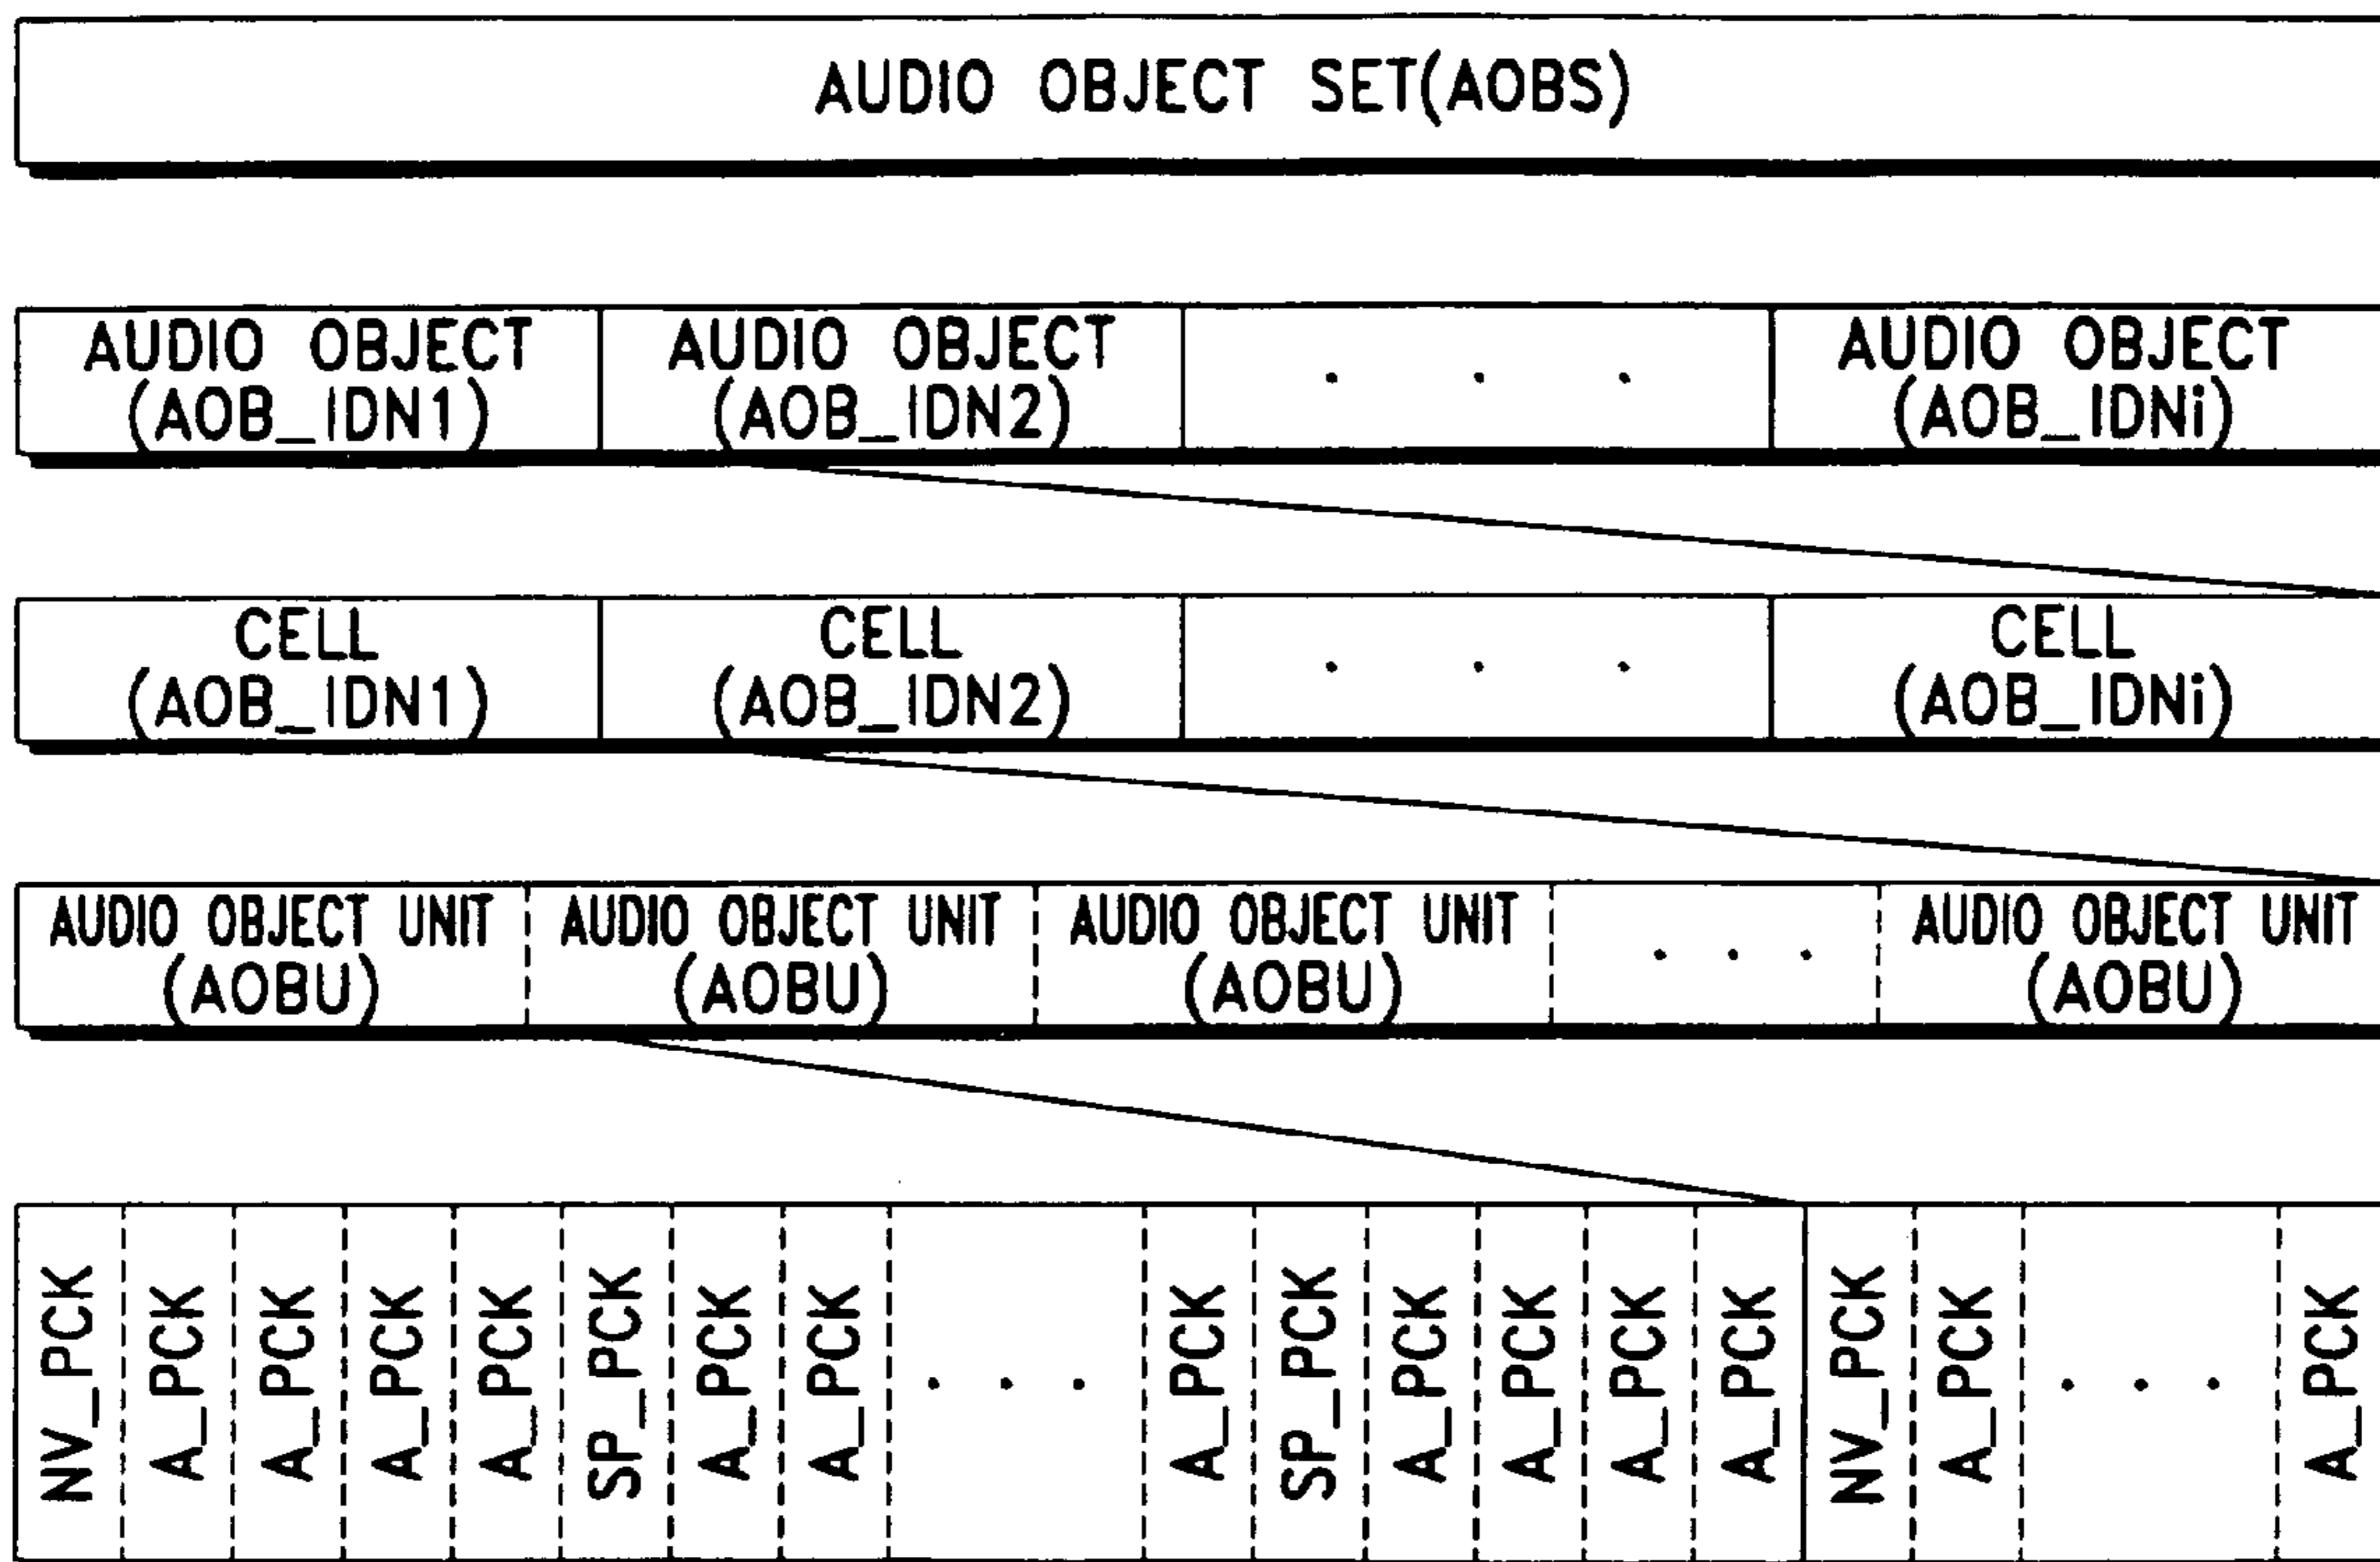 AUDIO OBJECT SET(AOBS)
AUDIO OBJECT
(AOB_IDN1)
AUDIO OBJECT
(AOB_IDN2)
. . .
AUDIO OBJECT
(AOB_IDNi)
CELL
(AOB_IDN1)
CELL
(AOB_IDN2)
. . .
CELL
(AOB_IDNi)
AUDIO OBJECT UNIT
(AOBU)
AUDIO OBJECT UNIT
(AOBU)
AUDIO OBJECT UNIT
(AOBU)
. . .
AUDIO OBJECT UNIT
(AOBU)
NV_PCK
A_PCK
A_PCK
A_PCK
A_PCK
SP_PCK
A_PCK
A_PCK
. . .
A_PCK
SP_PCK
A_PCK
A_PCK
A_PCK
A_PCK
NV_PCK
A_PCK
. . .
A_PCK